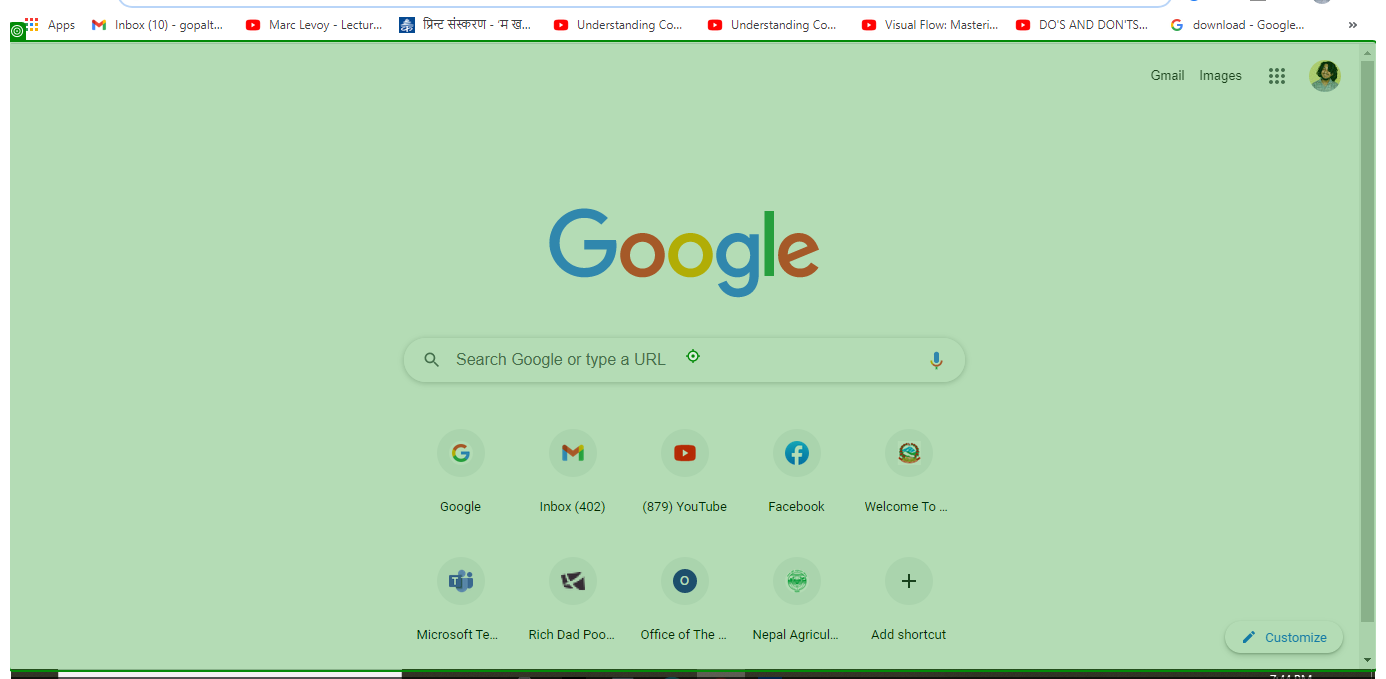 Apps Inbox (10) - gopalt... Marc Levoy - Lectur... प्रिन्ट संस्करण - 'म ख... Understanding Co... Understanding Co... Visual Flow: Masteri... DO'S AND DON'TS... download - Google... »
Gmail Images
Google
Search Google or type a URL
Google Inbox (402) (879) YouTube Facebook Welcome To ...
Microsoft Te... Rich Dad Poo... Office of The ... Nepal Agricul... Add shortcut
Customize